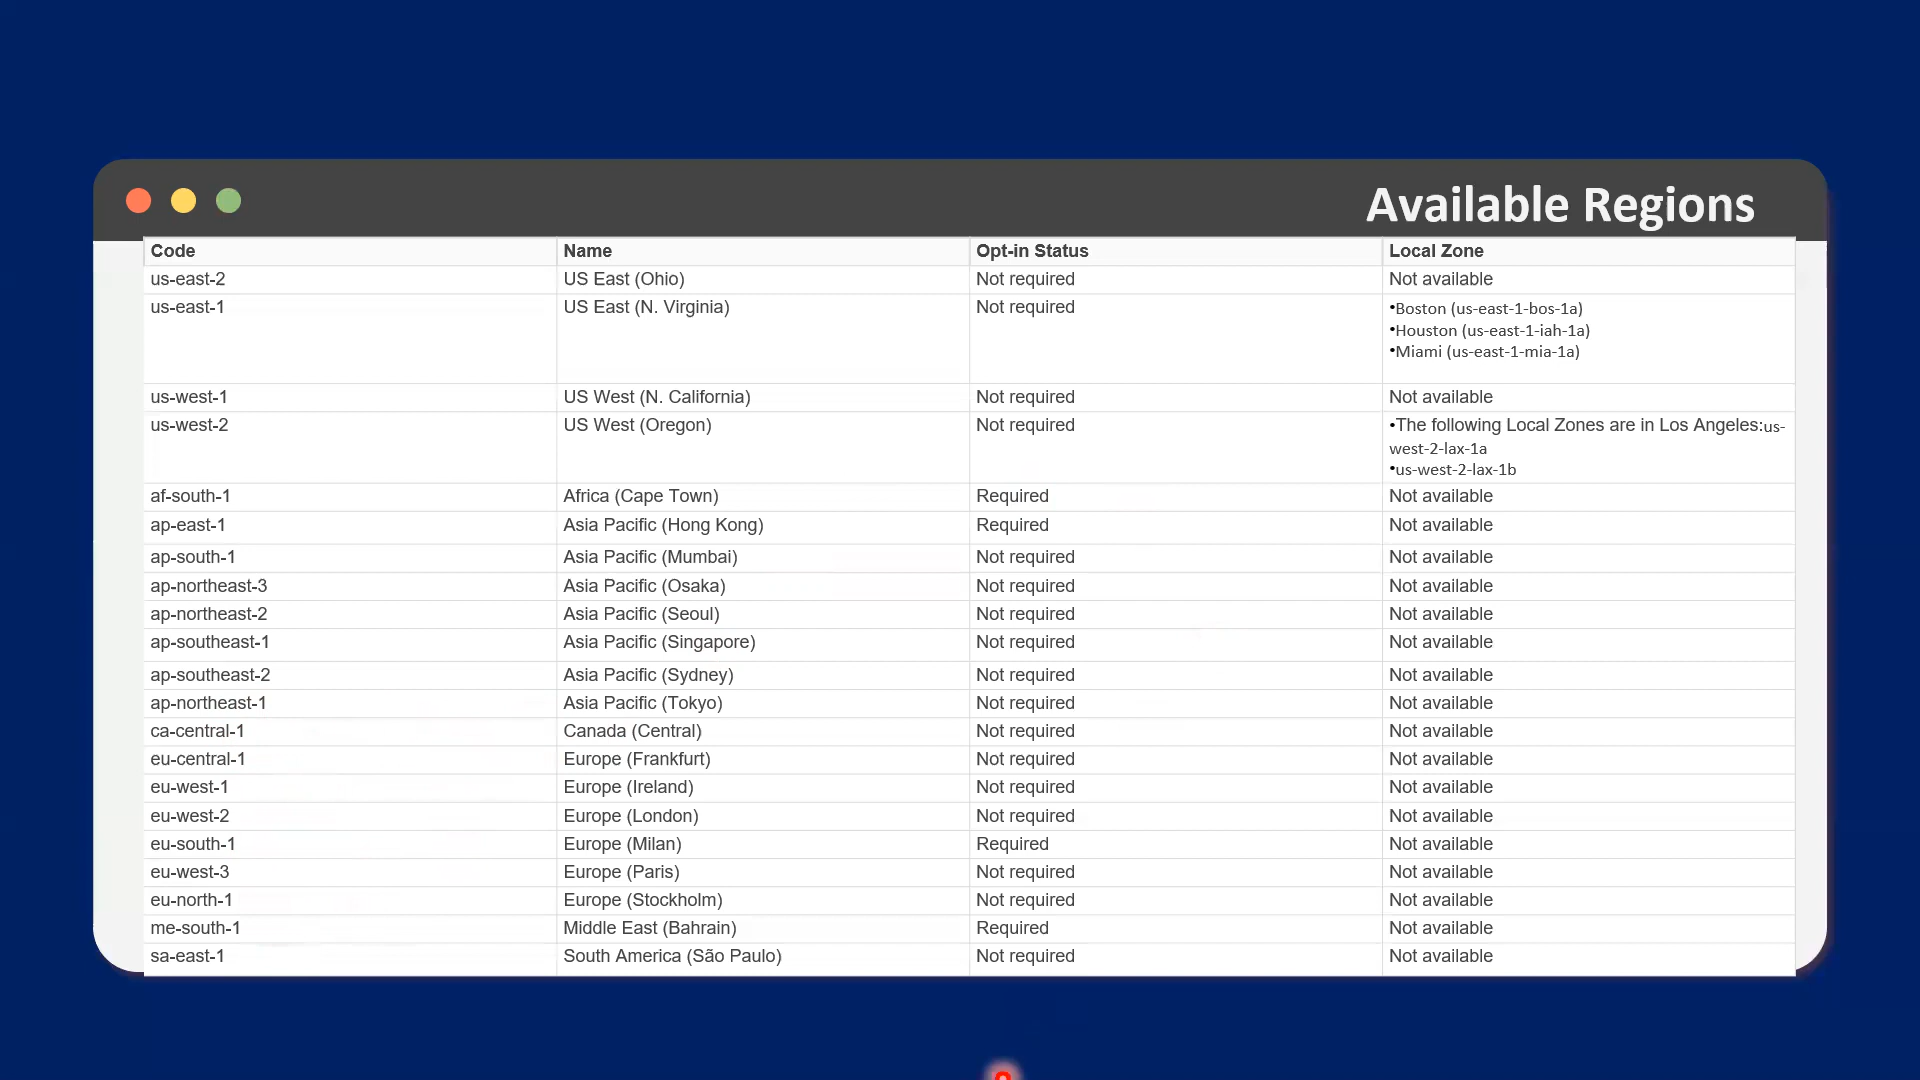 Available Regions
Code Name Opt-in Status Local Zone
us-east-2 US East (Ohio) Not required Not available
us-east-1 US East (N. Virginia) Not required •Boston (us-east-1-bos-1a)
•Houston (us-east-1-iah-1a)
•Miami (us-east-1-mia-1a)
us-west-1 US West (N. California) Not required Not available
us-west-2 US West (Oregon) Not required •The following Local Zones are in Los Angeles:us-
west-2-lax-1a
•us-west-2-lax-1b
af-south-1 Africa (Cape Town) Required Not available
ap-east-1 Asia Pacific (Hong Kong) Required Not available
ap-south-1 Asia Pacific (Mumbai) Not required Not available
ap-northeast-3 Asia Pacific (Osaka) Not required Not available
ap-northeast-2 Asia Pacific (Seoul) Not required Not available
ap-southeast-1 Asia Pacific (Singapore) Not required Not available
ap-southeast-2 Asia Pacific (Sydney) Not required Not available
ap-northeast-1 Asia Pacific (Tokyo) Not required Not available
ca-central-1 Canada (Central) Not required Not available
eu-central-1 Europe (Frankfurt) Not required Not available
eu-west-1 Europe (Ireland) Not required Not available
eu-west-2 Europe (London) Not required Not available
eu-south-1 Europe (Milan) Required Not available
eu-west-3 Europe (Paris) Not required Not available
eu-north-1 Europe (Stockholm) Not required Not available
me-south-1 Middle East (Bahrain) Required Not available
sa-east-1 South America (São Paulo) Not required Not available